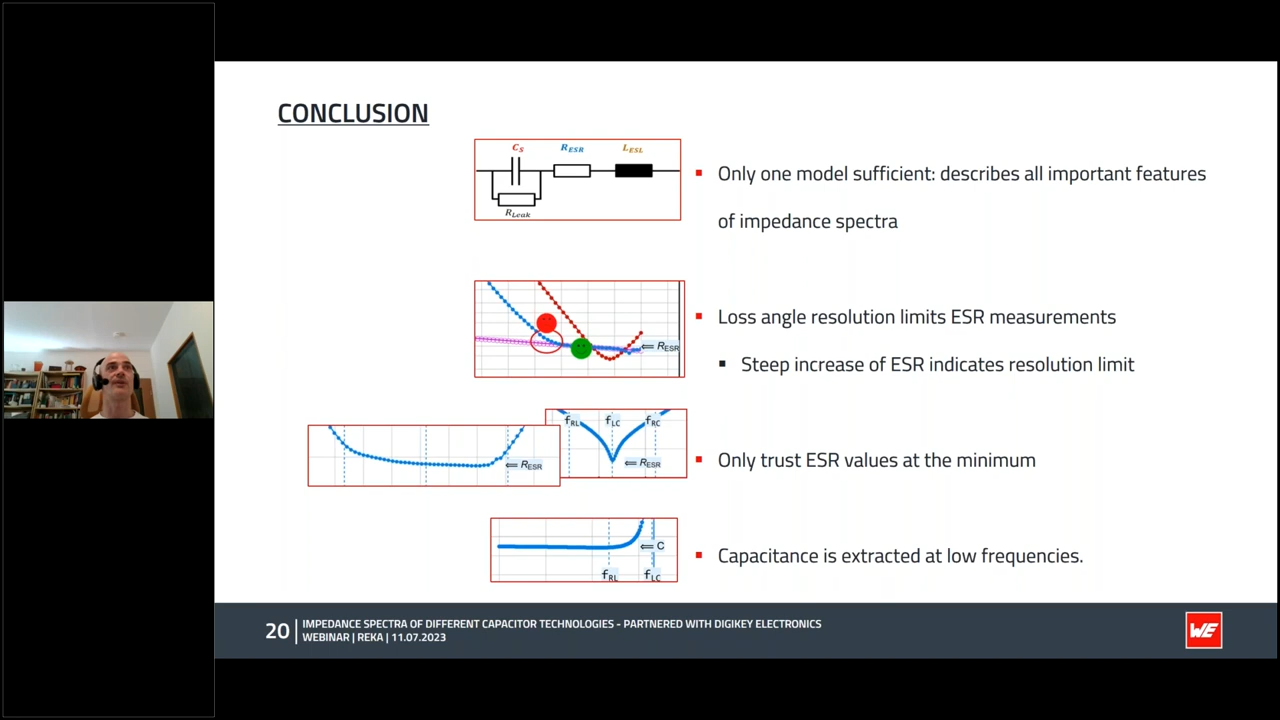 CONCLUSION
C_S R_ESR L_ESL
R_Leak
Only one model sufficient: describes all important features
of impedance spectra
⇐ R_ESR
Loss angle resolution limits ESR measurements
Steep increase of ESR indicates resolution limit
f_RL f_LC f_RC
⇐ R_ESR
⇐ R_ESR
Only trust ESR values at the minimum
⇐ C
f_RL f_LC
Capacitance is extracted at low frequencies.
20
IMPEDANCE SPECTRA OF DIFFERENT CAPACITOR TECHNOLOGIES - PARTNERED WITH DIGIKEY ELECTRONICS
WEBINAR | REKA | 11.07.2023
WE